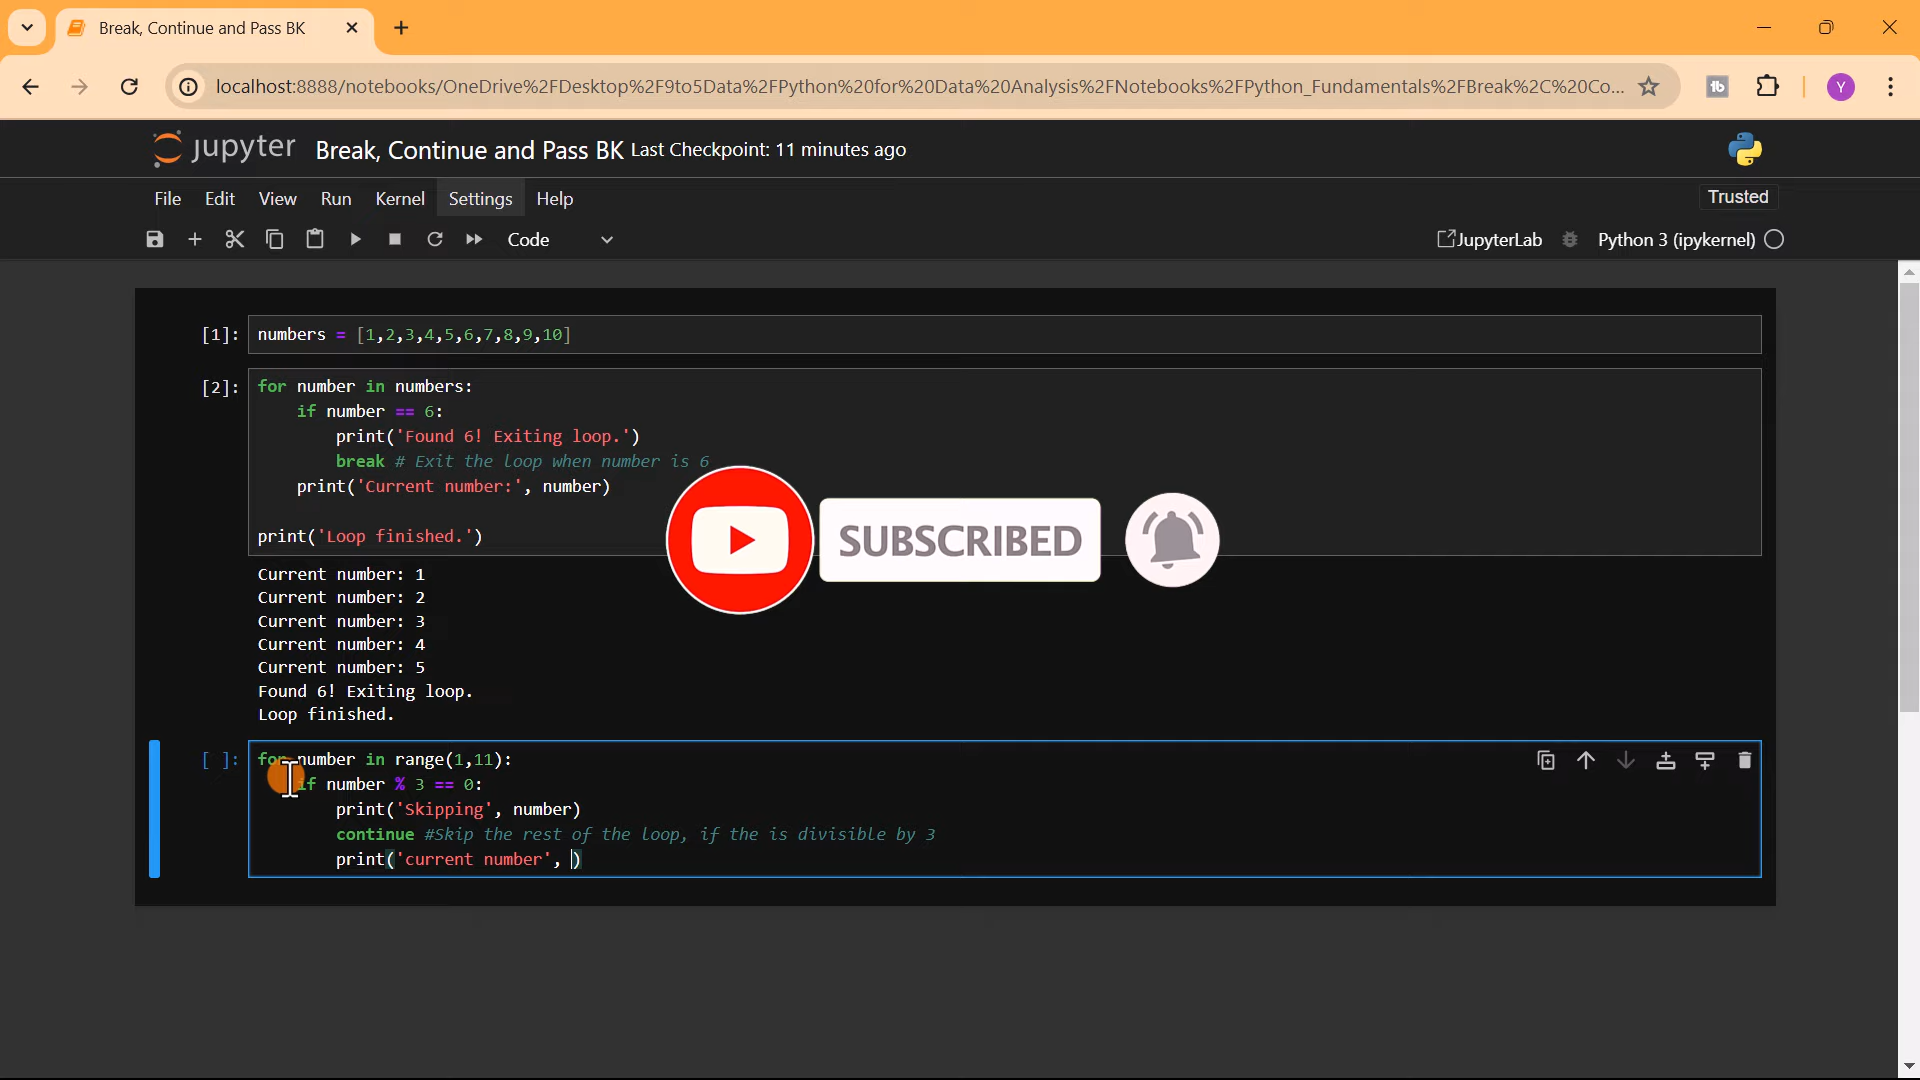 Break, Continue and Pass BK
localhost:8888/notebooks/OneDrive%2FDesktop%2F9to5Data%2FPython%20for%20Data%20Analysis%2FNotebooks%2FPython_Fundamentals%2FBreak%2C%20Co...
tb
Y
jupyter Break, Continue and Pass BK Last Checkpoint: 11 minutes ago
File Edit View Run Kernel Settings Help
Trusted
Code
JupyterLab
Python 3 (ipykernel)
[1]: numbers = [1,2,3,4,5,6,7,8,9,10]
[2]: for number in numbers:
    if number == 6:
        print('Found 6! Exiting loop.')
        break # Exit the loop when number is 6
    print('Current number:', number)
print('Loop finished.')
SUBSCRIBED
Current number: 1
Current number: 2
Current number: 3
Current number: 4
Current number: 5
Found 6! Exiting loop.
Loop finished.
[ ]: for number in range(1,11):
    if number % 3 == 0:
        print('Skipping', number)
        continue #Skip the rest of the loop, if the is divisible by 3
        print('current number', )